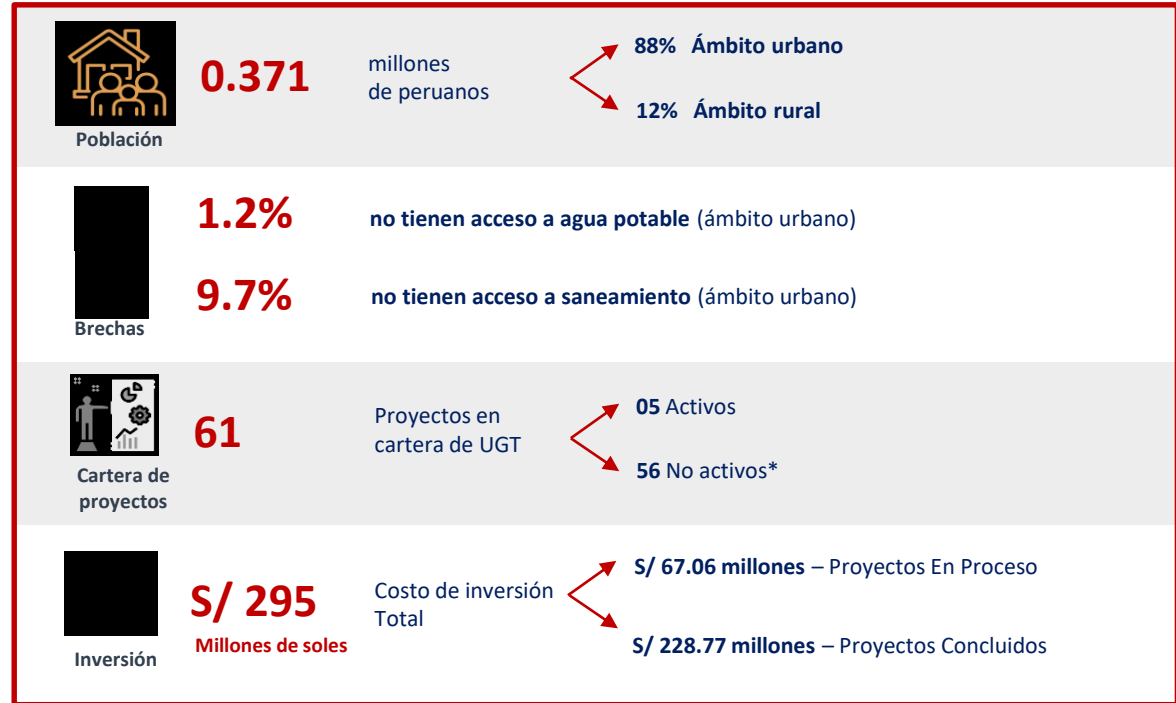 Población
0.371
millones
de peruanos
88% Ámbito urbano
12% Ámbito rural
Brechas
1.2%
no tienen acceso a agua potable (ámbito urbano)
9.7%
no tienen acceso a saneamiento (ámbito urbano)
Cartera de
proyectos
61
Proyectos en
cartera de UGT
05 Activos
56 No activos*
Inversión
S/ 295
Millones de soles
Costo de inversión
Total
S/ 67.06 millones – Proyectos En Proceso
S/ 228.77 millones – Proyectos Concluidos